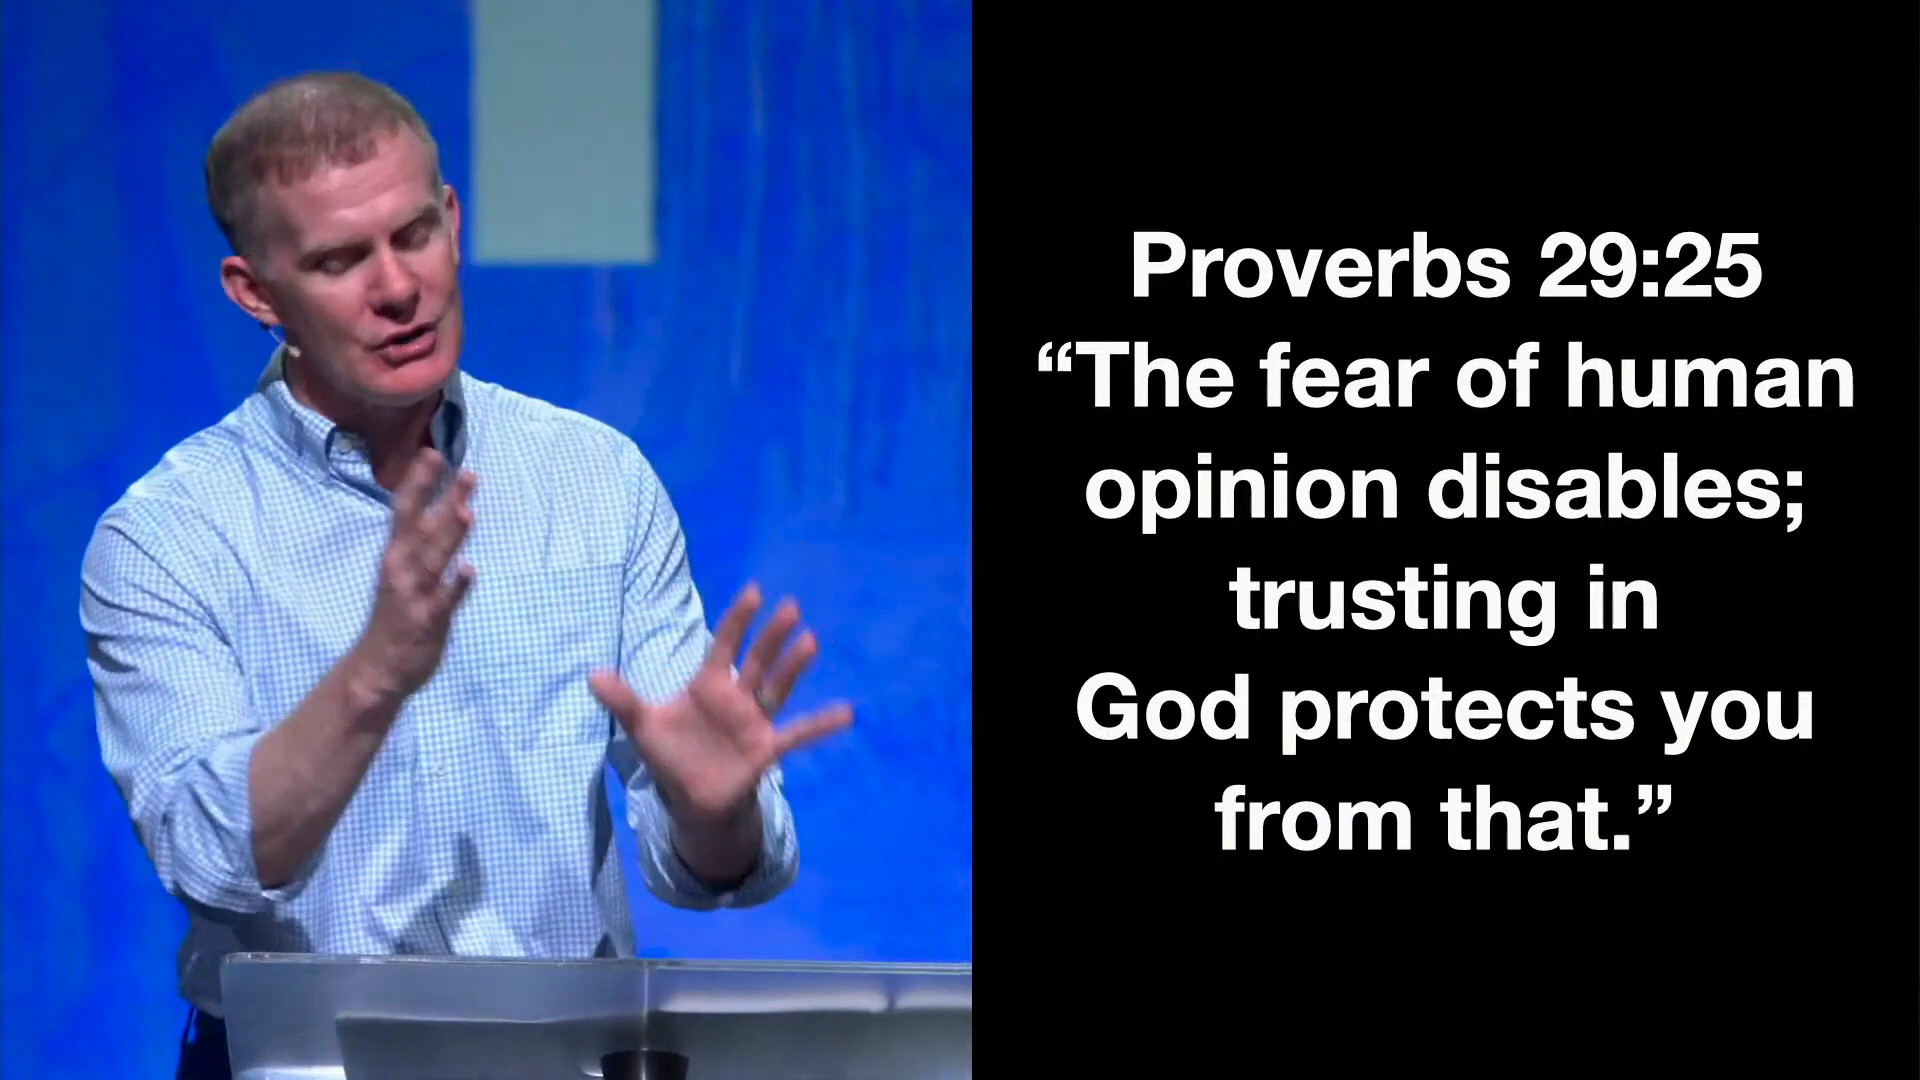 Proverbs 29:25
“The fear of human
opinion disables;
trusting in
God protects you
from that.”